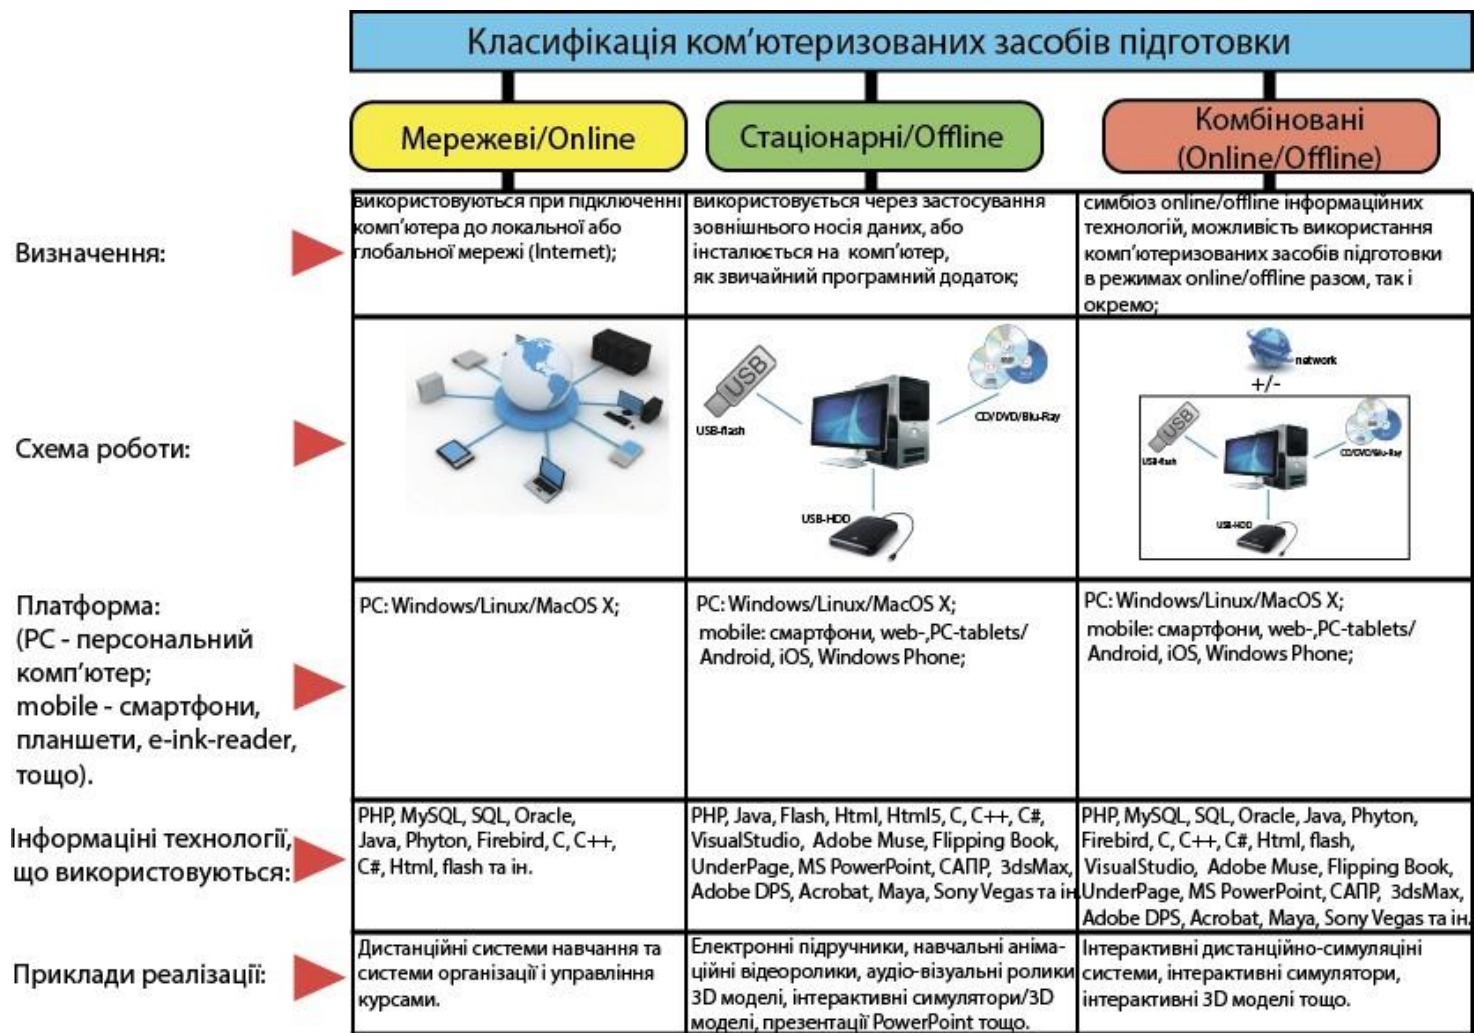 Класифікація ком'ютеризованих засобів підготовки
Мережеві/Online
Стаціонарні/Offline
Комбіновані
(Online/Offline)
Визначення:
використовуються при підключенні
комп'ютера до локальної або
глобальної мережі (Internet);
використовується через застосування
зовнішнього носія даних, або
інсталюється на комп'ютер,
як звичайний програмний додаток;
симбіоз online/offline інформаційних
технологій, можливість використання
комп'ютеризованих засобів підготовки
в режимах online/offline разом, так і
окремо;
Схема роботи:
USB
USB-flash
CD/DVD/Blu-Ray
USB-HDD
network
+/-
USB
USB-flash
CD/DVD/Blu-Ray
USB-HDD
Платформа:
(PC - персональний
комп'ютер;
mobile - смартфони,
планшети, e-ink-reader,
тощо).
PC: Windows/Linux/MacOS X;
PC: Windows/Linux/MacOS X;
mobile: смартфони, web-,PC-tablets/
Android, iOS, Windows Phone;
PC: Windows/Linux/MacOS X;
mobile: смартфони, web-,PC-tablets/
Android, iOS, Windows Phone;
Інформаціні технології,
що використовуються:
PHP, MySQL, SQL, Oracle,
Java, Phyton, Firebird, C, C++,
C#, Html, flash та ін.
PHP, Java, Flash, Html, Html5, C, C++, C#,
VisualStudio, Adobe Muse, Flipping Book,
UnderPage, MS PowerPoint, САПР, 3dsMax,
Adobe DPS, Acrobat, Maya, Sony Vegas та ін.
PHP, MySQL, SQL, Oracle, Java, Phyton,
Firebird, C, C++, C#, Html, flash,
VisualStudio, Adobe Muse, Flipping Book,
UnderPage, MS PowerPoint, САПР, 3dsMax,
Adobe DPS, Acrobat, Maya, Sony Vegas та ін.
Приклади реалізації:
Дистанційні системи навчання та
системи організації і управління
курсами.
Електронні підручники, навчальні аніма-
ційні відеоролики, аудіо-візуальні ролики
3D моделі, інтерактивні симулятори/3D
моделі, презентації PowerPoint тощо.
Інтерактивні дистанційно-симуляціні
системи, інтерактивні симулятори,
інтерактивні 3D моделі тощо.